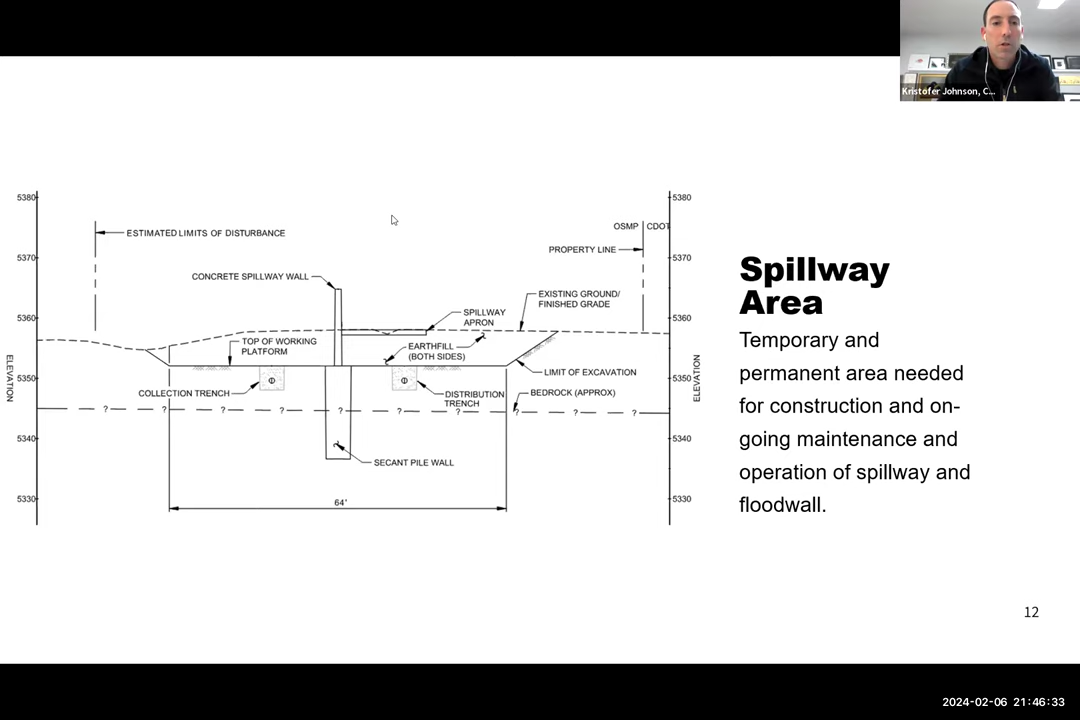 Kristofer Johnson, C...
5380
5370
5360
5350
5340
5330
ELEVATION
ESTIMATED LIMITS OF DISTURBANCE
CONCRETE SPILLWAY WALL
TOP OF WORKING
PLATFORM
COLLECTION TRENCH
SPILLWAY
APRON
EARTHFILL
(BOTH SIDES)
DISTRIBUTION
TRENCH
SECANT PILE WALL
64'
OSMP
CDOT
PROPERTY LINE
EXISTING GROUND/
FINISHED GRADE
LIMIT OF EXCAVATION
BEDROCK (APPROX)
? ? ? ? ? ? ? ? ? ?
5380
5370
5360
5350
5340
5330
ELEVATION
Spillway
Area
Temporary and
permanent area needed
for construction and on-
going maintenance and
operation of spillway and
floodwall.
12
2024-02-06 21:46:33